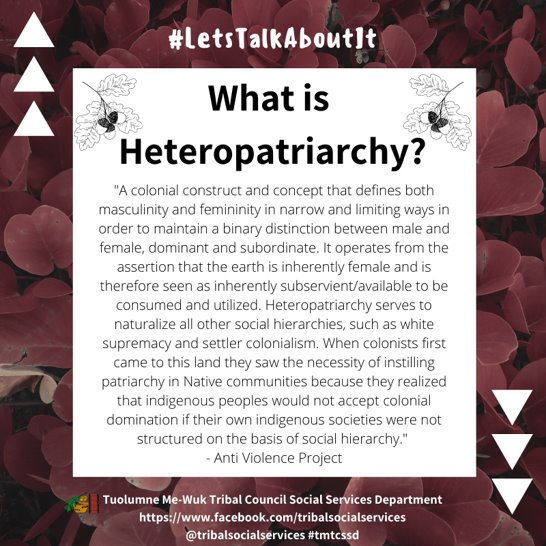 #LetsTalkAboutIt
What is
Heteropatriarchy?
"A colonial construct and concept that defines both
masculinity and femininity in narrow and limiting ways in
order to maintain a binary distinction between male and
female, dominant and subordinate. It operates from the
assertion that the earth is inherently female and is
therefore seen as inherently subservient/available to be
consumed and utilized. Heteropatriarchy serves to
naturalize all other social hierarchies, such as white
supremacy and settler colonialism. When colonists first
came to this land they saw the necessity of instilling
patriarchy in Native communities because they realized
that indigenous peoples would not accept colonial
domination if their own indigenous societies were not
structured on the basis of social hierarchy."
- Anti Violence Project
Tuolumne Me-Wuk Tribal Council Social Services Department
https://www.facebook.com/tribalsocialservices
@tribalsocialservices #tmtcssd